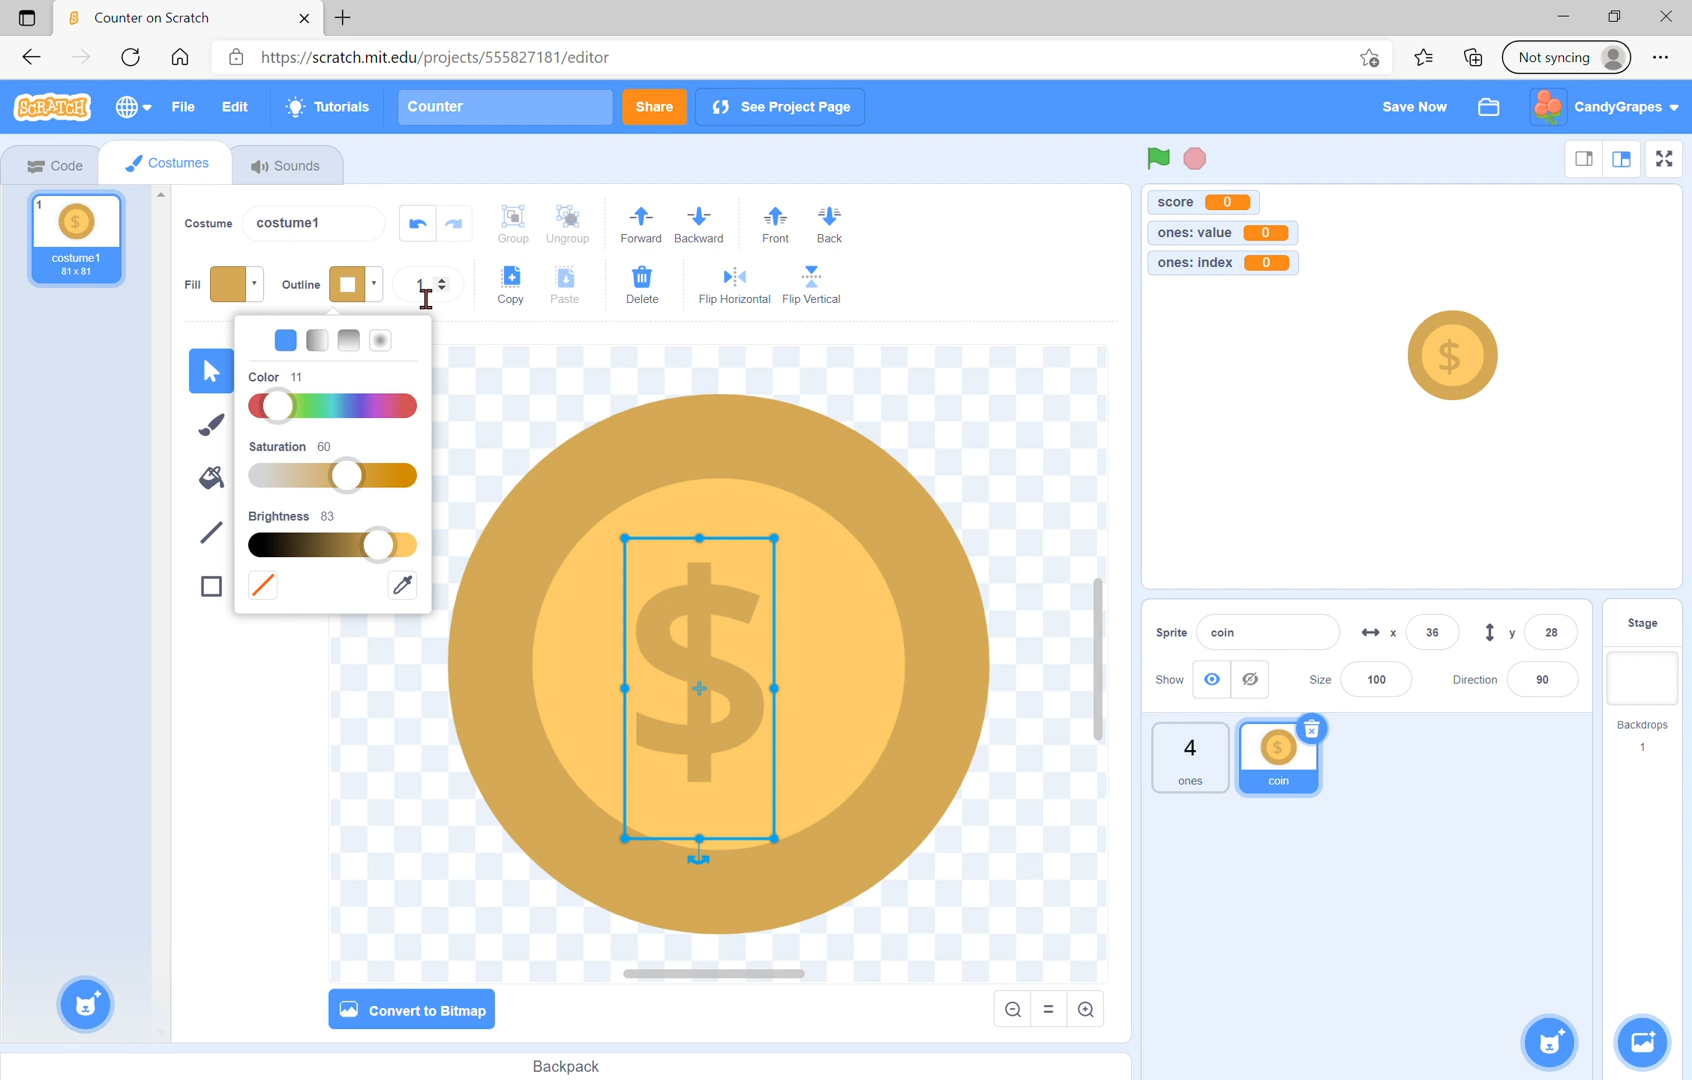 Counter on Scratch
https://scratch.mit.edu/projects/555827181/editor
Not syncing
SCRATCH
File
Edit
Tutorials
Counter
Share
See Project Page
Save Now
CandyGrapes
Code
Costumes
Sounds
1
$
costume1
81 x 81
Costume
costume1
Group
Ungroup
Forward
Backward
Front
Back
Fill
Outline
1
Copy
Paste
Delete
Flip Horizontal
Flip Vertical
Color 11
Saturation 60
Brightness 83
$
Convert to Bitmap
Backpack
score 0
ones: value 0
ones: index 0
$
Sprite
coin
x
36
y
28
Show
Size
100
Direction
90
4
ones
$
coin
Stage
Backdrops
1